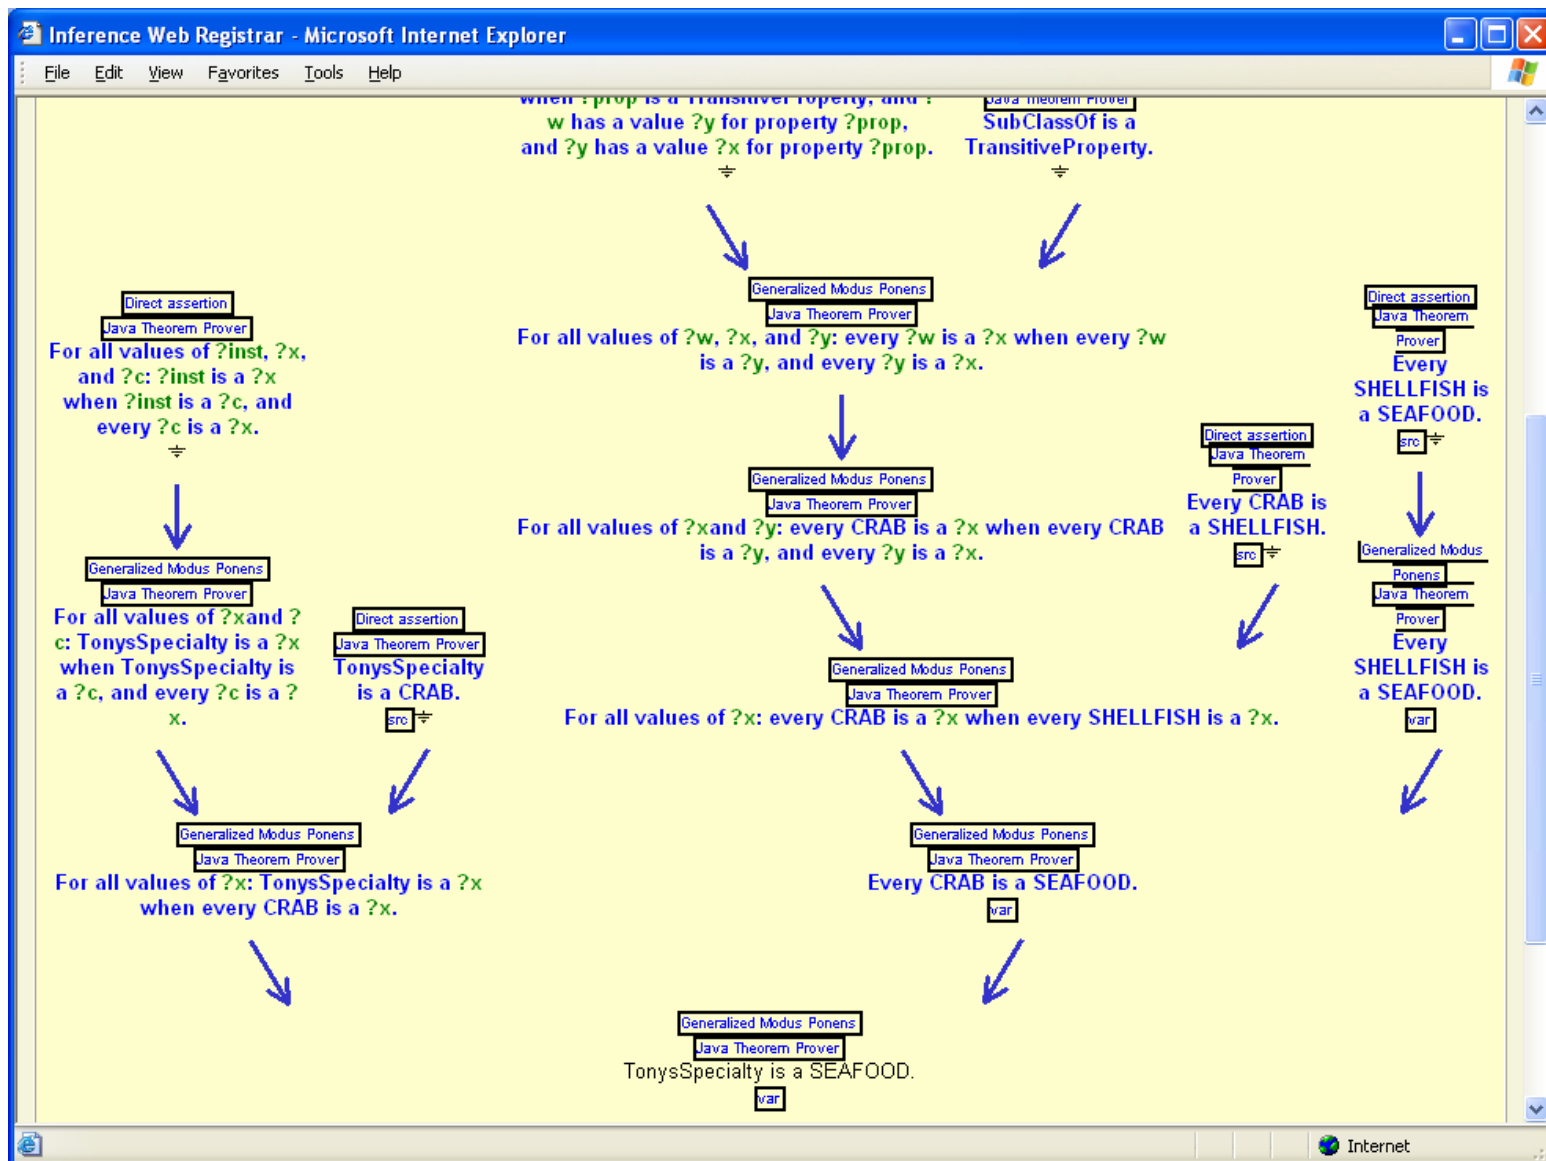 Inference Web Registrar - Microsoft Internet Explorer
File Edit View Favorites Tools Help
when ?prop is a TransitiveProperty, and ?
w has a value ?y for property ?prop,
and ?y has a value ?x for property ?prop.
Java Theorem Prover
SubClassOf is a
TransitiveProperty.
Direct assertion
Java Theorem Prover
For all values of ?inst, ?x,
and ?c: ?inst is a ?x
when ?inst is a ?c, and
every ?c is a ?x.
Generalized Modus Ponens
Java Theorem Prover
For all values of ?w, ?x, and ?y: every ?w is a ?x when every ?w
is a ?y, and every ?y is a ?x.
Direct assertion
Java Theorem
Prover
Every
SHELLFISH is
a SEAFOOD.
src
Generalized Modus Ponens
Java Theorem Prover
For all values of ?xand ?y: every CRAB is a ?x when every CRAB
is a ?y, and every ?y is a ?x.
Direct assertion
Java Theorem
Prover
Every CRAB is
a SHELLFISH.
src
Generalized Modus
Ponens
Java Theorem
Prover
Every
SHELLFISH is
a SEAFOOD.
var
Generalized Modus Ponens
Java Theorem Prover
For all values of ?xand ?
c: TonysSpecialty is a ?x
when TonysSpecialty is
a ?c, and every ?c is a ?
x.
Direct assertion
Java Theorem Prover
TonysSpecialty
is a CRAB.
src
Generalized Modus Ponens
Java Theorem Prover
For all values of ?x: every CRAB is a ?x when every SHELLFISH is a ?x.
Generalized Modus Ponens
Java Theorem Prover
For all values of ?x: TonysSpecialty is a ?x
when every CRAB is a ?x.
Generalized Modus Ponens
Java Theorem Prover
Every CRAB is a SEAFOOD.
var
Generalized Modus Ponens
Java Theorem Prover
TonysSpecialty is a SEAFOOD.
var
Internet